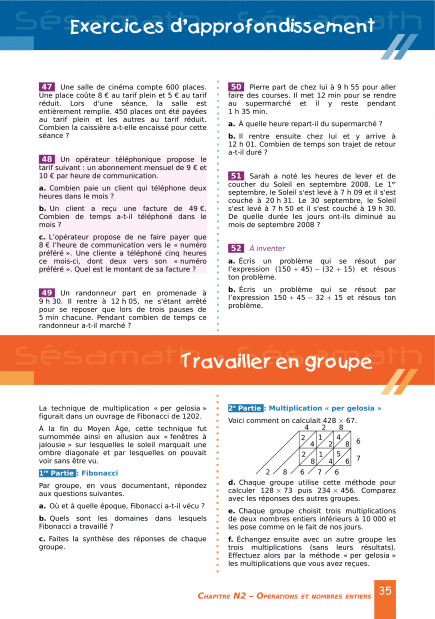 Exercices d'approfondissement
47 Une salle de cinéma compte 600 places.
Une place coûte 8 € au tarif plein et 5 € au tarif
réduit. Lors d'une séance, la salle est
entièrement remplie. 450 places ont été payées
au tarif plein et les autres au tarif réduit.
Combien la caissière a-t-elle encaissé pour cette
séance ?
48 Un opérateur téléphonique propose le
tarif suivant : un abonnement mensuel de 9 € et
10 € par heure de communication.
a. Combien paie un client qui téléphone deux
heures dans le mois ?
b. Un client a reçu une facture de 49 €.
Combien de temps a-t-il téléphoné dans le
mois ?
c. L'opérateur propose de ne faire payer que
8 € l'heure de communication vers le « numéro
préféré ». Une cliente a téléphoné cinq heures
ce mois-ci, dont deux vers son « numéro
préféré ». Quel est le montant de sa facture ?
49 Un randonneur part en promenade à
9 h 30. Il rentre à 12 h 05, ne s'étant arrêté
pour se reposer que lors de trois pauses de
5 min chacune. Pendant combien de temps ce
randonneur a-t-il marché ?
50 Pierre part de chez lui à 9 h 55 pour aller
faire des courses. Il met 12 min pour se rendre
au supermarché et il y reste pendant
1 h 35 min.
a. À quelle heure repart-il du supermarché ?
b. Il rentre ensuite chez lui et y arrive à
12 h 01. Combien de temps son trajet de retour
a-t-il duré ?
51 Sarah a noté les heures de lever et de
coucher du Soleil en septembre 2008. Le 1er
septembre, le Soleil s'est levé à 7 h 09 et il s'est
couché à 20 h 31. Le 30 septembre, le Soleil
s'est levé à 7 h 50 et il s'est couché à 19 h 30.
De quelle durée les jours ont-ils diminué au
mois de septembre 2008 ?
52 À inventer
a. Écris un problème qui se résout par
l'expression (150 ÷ 45) − (32 + 15) et résous
ton problème.
b. Écris un problème qui se résout par
l'expression 150 ÷ 45 − 32 + 15 et résous ton
problème.
Travailler en groupe
La technique de multiplication « per gelosia »
figurait dans un ouvrage de Fibonacci de 1202.
À la fin du Moyen Âge, cette technique fut
surnommée ainsi en allusion aux « fenêtres à
jalousie » sur lesquelles le soleil marquait une
ombre diagonale et par lesquelles on pouvait
voir sans être vu.
1re Partie : Fibonacci
Par groupe, en vous documentant, répondez
aux questions suivantes.
a. Où et à quelle époque, Fibonacci a-t-il vécu ?
b. Quels sont les domaines dans lesquels
Fibonacci a travaillé ?
c. Faites la synthèse des réponses de chaque
groupe.
2e Partie : Multiplication « per gelosia »
Voici comment on calculait 428 × 67.
4 2 8
2 1 4
4 2 8 6
2 1 5
8 4 6 7
2 8 6 7 6
d. Chaque groupe utilise cette méthode pour
calculer 128 × 73 puis 234 × 456. Comparez
avec les réponses des autres groupes.
e. Chaque groupe choisit trois multiplications
de deux nombres entiers inférieurs à 10 000 et
les pose comme on le fait de nos jours.
f. Échangez ensuite avec un autre groupe les
trois multiplications (sans leurs résultats).
Effectuez alors par la méthode « per gelosia »
les multiplications que vous avez reçues.
CHAPITRE N2 – OPÉRATIONS ET NOMBRES ENTIERS 35